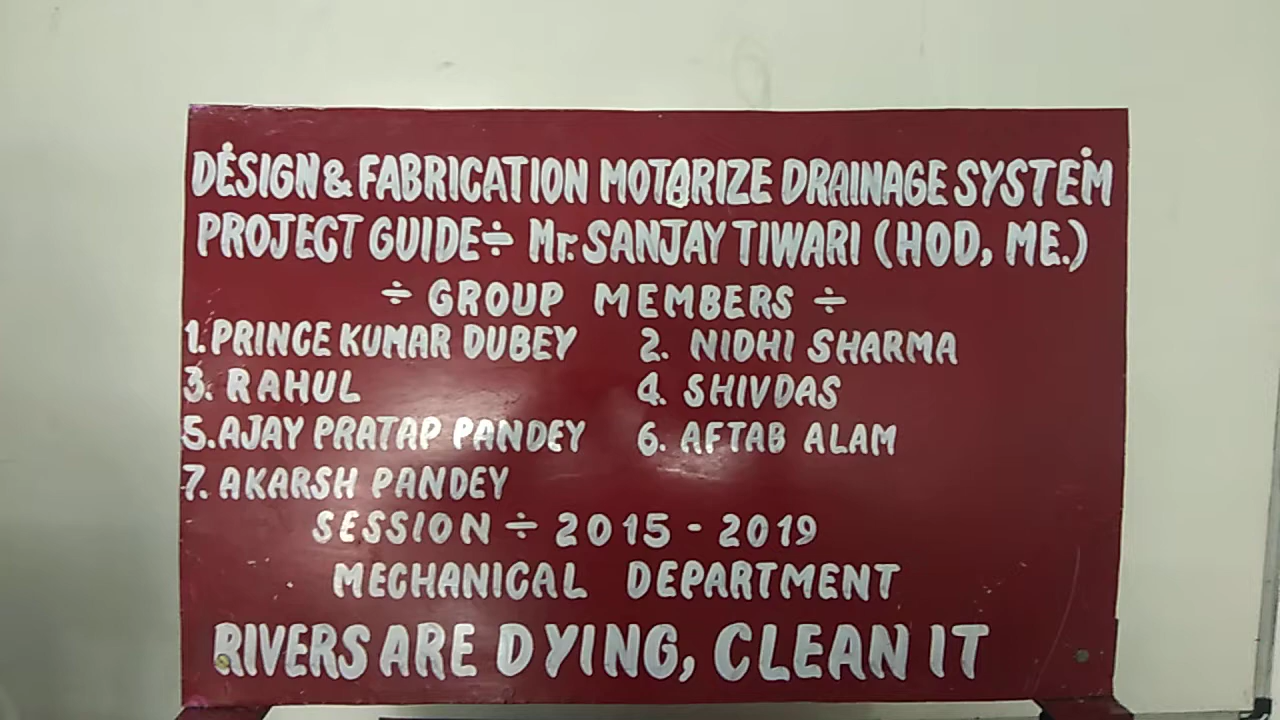 DESIGN & FABRICATION MOTARIZE DRAINAGE SYSTEM
PROJECT GUIDE÷ Mr. SANJAY TIWARI (HOD, ME.)
÷ GROUP MEMBERS ÷
1. PRINCE KUMAR DUBEY 2. NIDHI SHARMA
3. RAHUL 4. SHIVDAS
5. AJAY PRATAP PANDEY 6. AFTAB ALAM
7. AKARSH PANDEY
SESSION ÷ 2015 - 2019
MECHANICAL DEPARTMENT
RIVERS ARE DYING, CLEAN IT